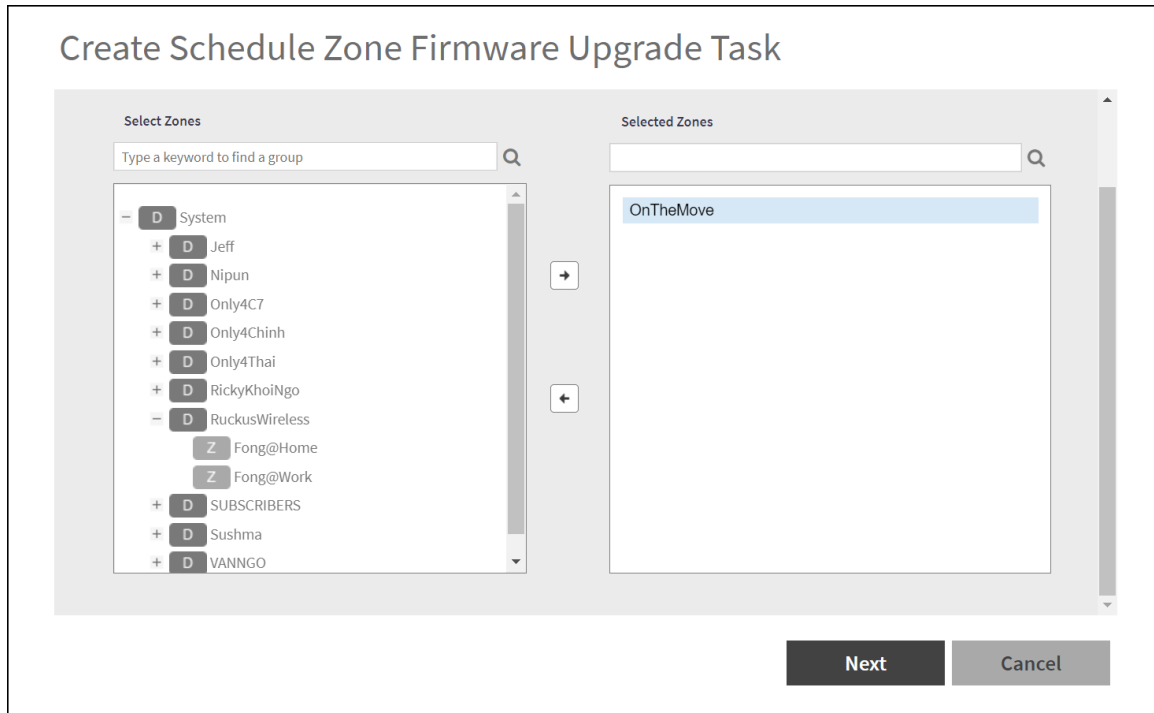 Create Schedule Zone Firmware Upgrade Task
Select Zones
Type a keyword to find a group
D System
D Jeff
D Nipun
D Only4C7
D Only4Chinh
D Only4Thai
D RickyKhoiNgo
D RuckusWireless
Z Fong@Home
Z Fong@Work
D SUBSCRIBERS
D Sushma
D VANNGO
Selected Zones
OnTheMove
Next
Cancel